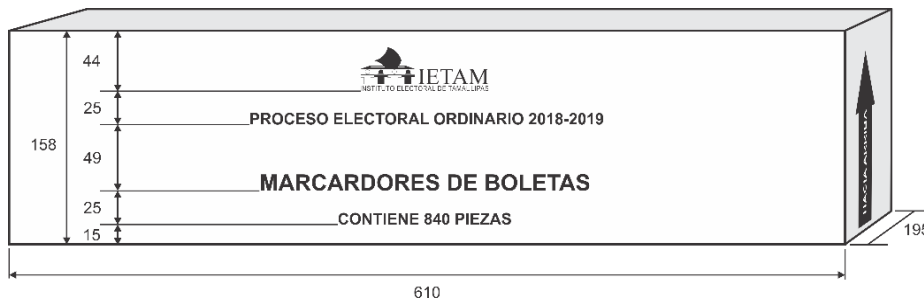 44
IETAM
INSTITUTO ELECTORAL DE TAMAULIPAS
25
PROCESO ELECTORAL ORDINARIO 2018-2019
158
49
MARCARDORES DE BOLETAS
25
CONTIENE 840 PIEZAS
15
HACIA ARRIBA
195
610